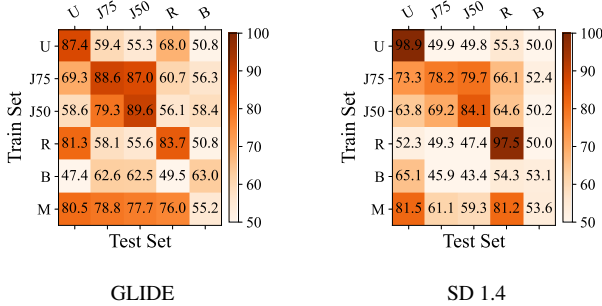 U J75 J50 R B
U 87.4 59.4 55.3 68.0 50.8
J75 69.3 88.6 87.0 60.7 56.3
J50 58.6 79.3 89.6 56.1 58.4
R 81.3 58.1 55.6 83.7 50.8
B 47.4 62.6 62.5 49.5 63.0
M 80.5 78.8 77.7 76.0 55.2
Train Set
Test Set
100
90
80
70
60
50
GLIDE
U J75 J50 R B
U 98.9 49.9 49.8 55.3 50.0
J75 73.3 78.2 79.7 66.1 52.4
J50 63.8 69.2 84.1 64.6 50.2
R 52.3 49.3 47.4 97.5 50.0
B 65.1 45.9 43.4 54.3 53.1
M 81.5 61.1 59.3 81.2 53.6
Train Set
Test Set
100
90
80
70
60
50
SD 1.4